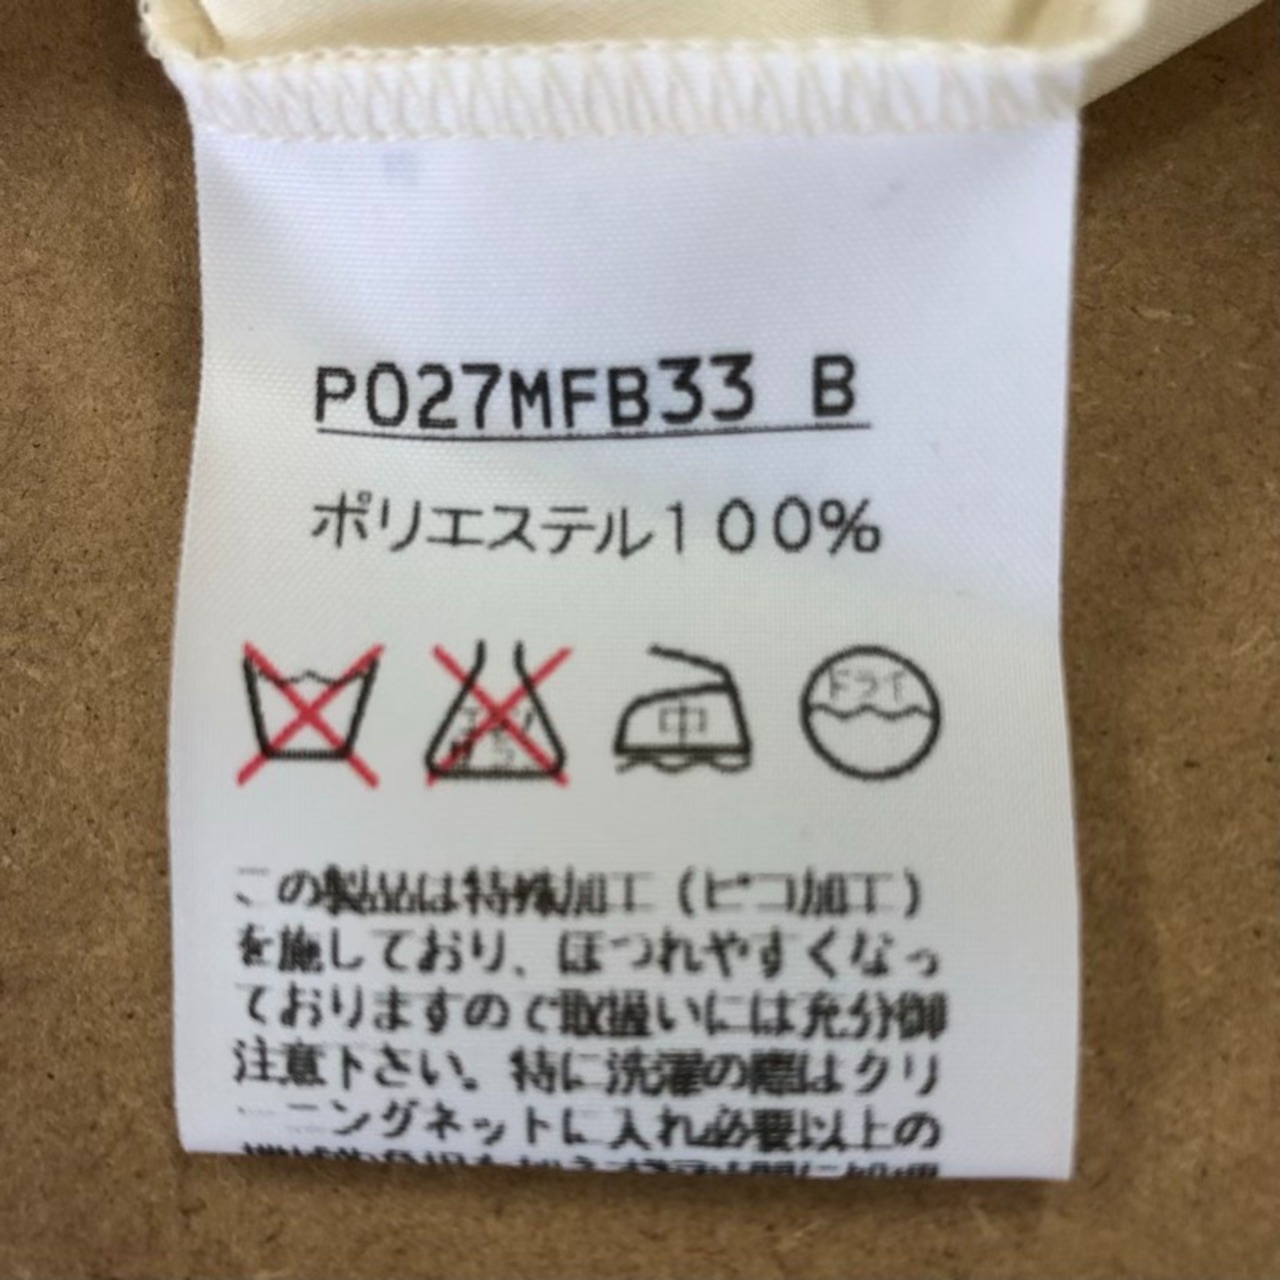 P027MFB33 B
ポリエステル100%
中
ドライ
この製品は特殊加工(ピコ加工)
を施しており、ほつれやすくなっ
ておりますので取扱いには充分御
注意下さい。特に洗濯の際はクリ
ーニングネットに入れ必要以上の